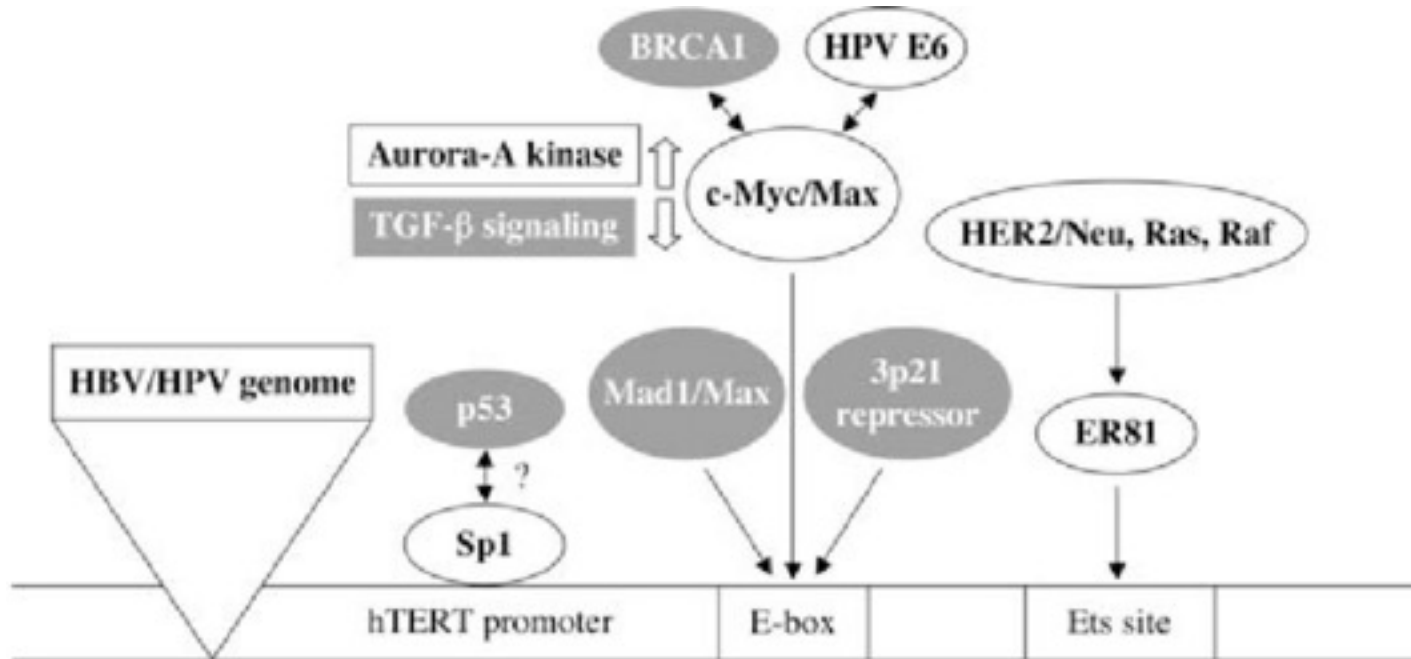 BRCA1
HPV E6
Aurora-A kinase
c-Myc/Max
TGF-β signaling
HER2/Neu, Ras, Raf
HBV/HPV genome
p53
Mad1/Max
3p21
repressor
ER81
?
Sp1
hTERT promoter
E-box
Ets site